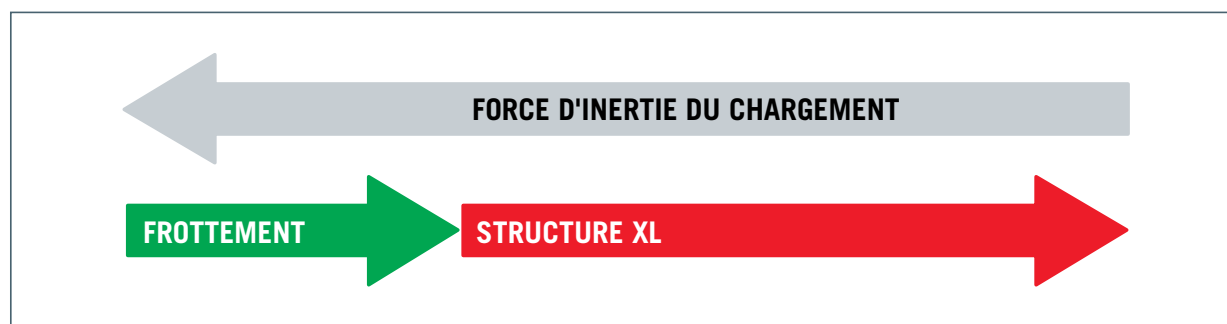 FORCE D'INERTIE DU CHARGEMENT
FROTTEMENT
STRUCTURE XL